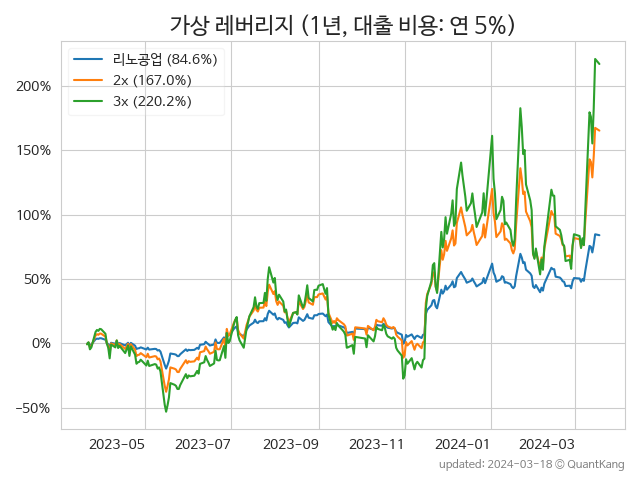 가상 레버리지 (1년, 대출 비용: 연 5%)
리노공업 (84.6%)
2x (167.0%)
3x (220.2%)
200%
150%
100%
50%
0%
−50%
2023-05 2023-07 2023-09 2023-11 2024-01 2024-03
updated: 2024-03-18 © QuantKang